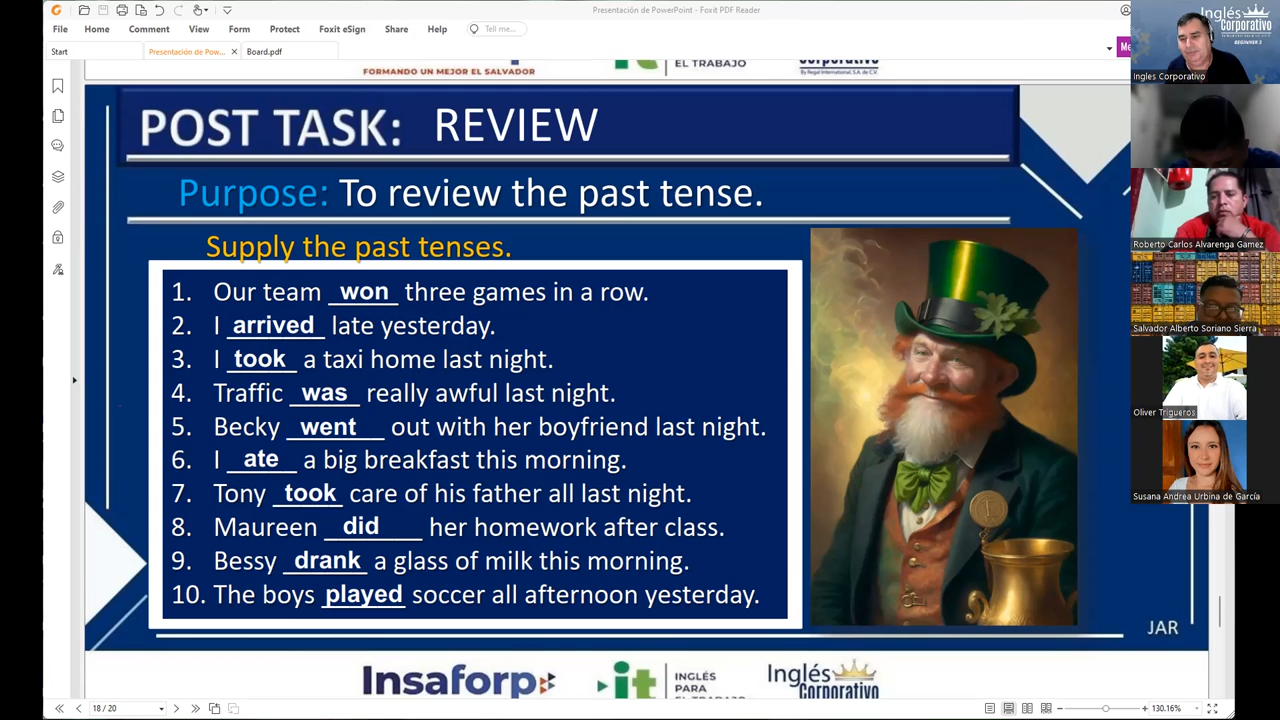 Presentación de PowerPoint - Foxit PDF Reader
File Home Comment View Form Protect Foxit eSign Share Help Tell me...
Start Presentación de Pow... Board.pdf
FORMANDO UN MEJOR EL SALVADOR
EL TRABAJO
By Regal International, S.A. de C.V.
POST TASK: REVIEW
Purpose: To review the past tense.
Supply the past tenses.
1. Our team won three games in a row.
2. I arrived late yesterday.
3. I took a taxi home last night.
4. Traffic was really awful last night.
5. Becky went out with her boyfriend last night.
6. I ate a big breakfast this morning.
7. Tony took care of his father all last night.
8. Maureen did her homework after class.
9. Bessy drank a glass of milk this morning.
10. The boys played soccer all afternoon yesterday.
JAR
Insaforp
it
INGLÉS
PARA
Inglés
Corporativo
18 / 20
130.16%
Inglés
Corporativo
BEGINNER 2
Ingles Corporativo
Roberto Carlos Alvarenga Gamez
Salvador Alberto Soriano Sierra
Oliver Trigueros
Susana Andrea Urbina de García